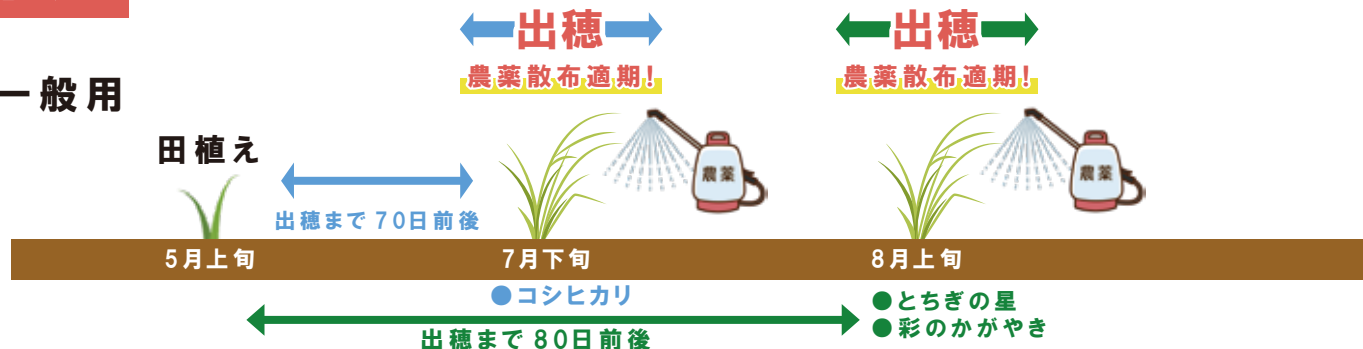 出穂
農薬散布適期!
出穂
農薬散布適期!
一般用
田植え
農薬
農薬
出穂まで70日前後
5月上旬
7月下旬
8月上旬
●コシヒカリ
●とちぎの星
●彩のかがやき
出穂まで80日前後